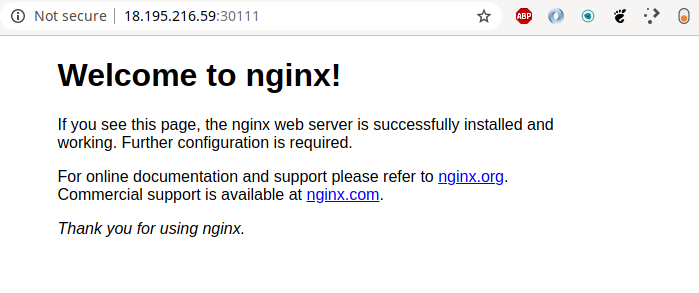 Not secure 18.195.216.59:30111
ABP
Welcome to nginx!
If you see this page, the nginx web server is successfully installed and
working. Further configuration is required.
For online documentation and support please refer to nginx.org.
Commercial support is available at nginx.com.
Thank you for using nginx.